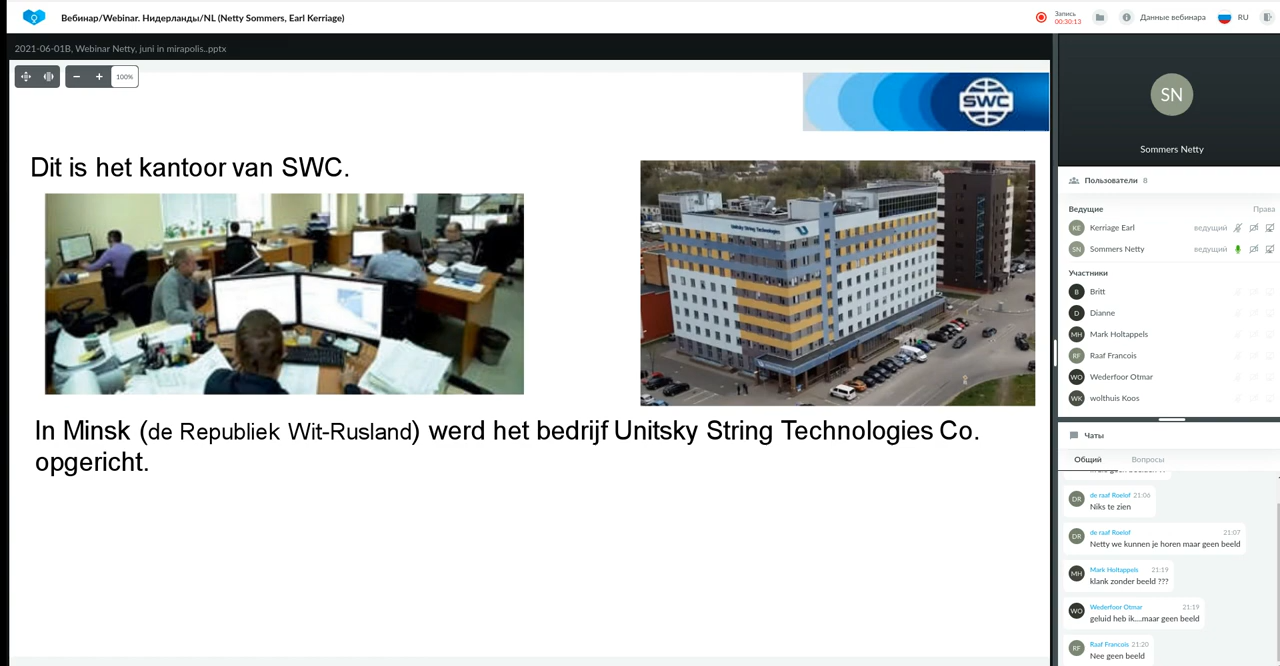 Вебинар/Webinar. Нидерланды/NL (Netty Sommers, Earl Kerriage)
Запись
00:30:13
Данные вебинара
RU
2021-06-01B, Webinar Netty, juni in mirapolis..pptx
100%
SWC
Dit is het kantoor van SWC.
Unitsky String Technologies
In Minsk (de Republiek Wit-Rusland) werd het bedrijf Unitsky String Technologies Co.
opgericht.
SN
Sommers Netty
Пользователи 8
Ведущие Права
KE Kerriage Earl ведущий
SN Sommers Netty ведущий
Участники
B Britt
D Dianne
MH Mark Holtappels
RF Raaf Francois
WO Wederfoor Otmar
WK wolthuis Koos
Чаты
Общий Вопросы
DR de raaf Roelof 21:06
Niks te zien
DR de raaf Roelof 21:07
Netty we kunnen je horen maar geen beeld
MH Mark Holtappels 21:19
klank zonder beeld ???
WO Wederfoor Otmar 21:19
geluid heb ik....maar geen beeld
RF Raaf Francois 21:20
Nee geen beeld